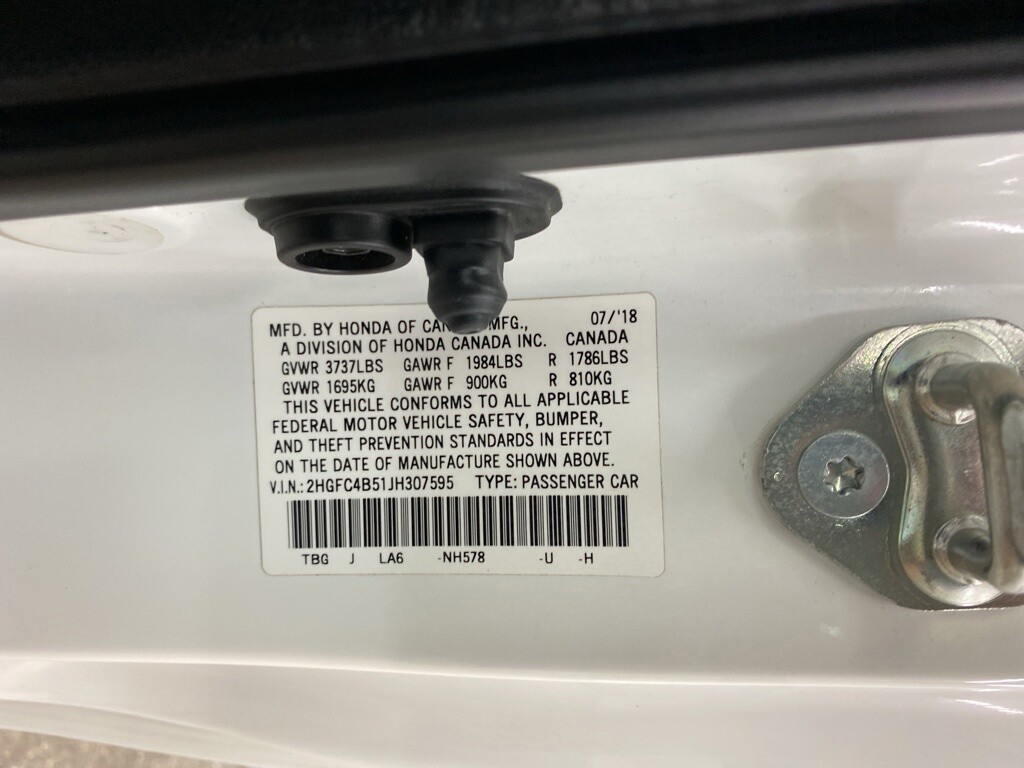 MFD. BY HONDA OF MFG., 07/'18
A DIVISION OF HONDA CANADA INC. CANADA
GVWR 3737LBS GAWR F 1984LBS R 1786LBS
GVWR 1695KG GAWR F 900KG R 810KG
THIS VEHICLE CONFORMS TO ALL APPLICABLE
FEDERAL MOTOR VEHICLE SAFETY, BUMPER,
AND THEFT PREVENTION STANDARDS IN EFFECT
ON THE DATE OF MANUFACTURE SHOWN ABOVE.
V.I.N.: 2HGFC4B51JH307595 TYPE: PASSENGER CAR
TBG J LA6 -NH578 -U -H